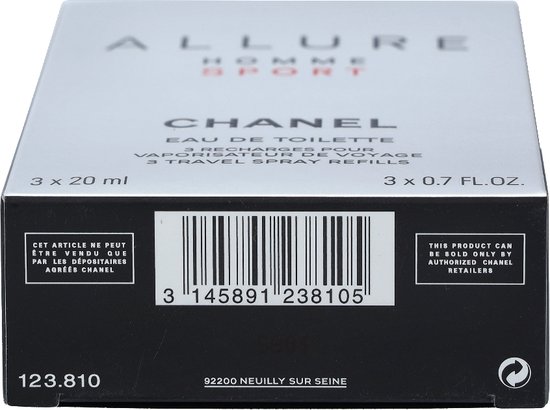 ALLURE
HOMME
SPORT
CHANEL
EAU DE TOILETTE
3 RECHARGES POUR
VAPORISATEUR DE VOYAGE
3 TRAVEL SPRAY REFILLS
3 x 20 ml 3 x 0.7 FL.OZ.
CET ARTICLE NE PEUT
ÊTRE VENDU QUE
PAR LES DÉPOSITAIRES
AGRÉÉS CHANEL
3 145891 238105
THIS PRODUCT CAN
BE SOLD ONLY BY
AUTHORIZED CHANEL
RETAILERS
123.810
92200 NEUILLY SUR SEINE